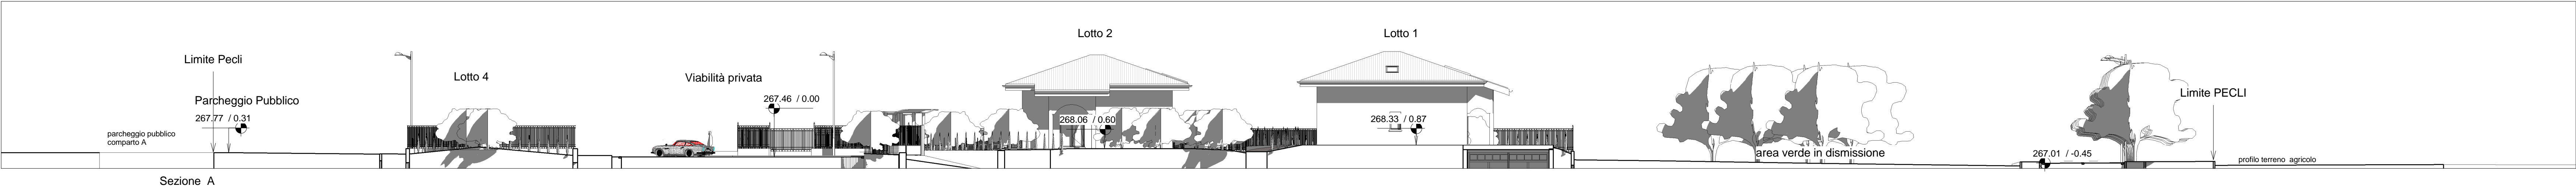 Limite Pecli
Parcheggio Pubblico
267.77 / 0.31
parcheggio pubblico
comparto A
Lotto 4
Viabilità privata
267.46 / 0.00
Lotto 2
268.06 / 0.60
Lotto 1
268.33 / 0.87
area verde in dismissione
267.01 / -0.45
Limite PECLI
profilo terreno agricolo
Sezione A